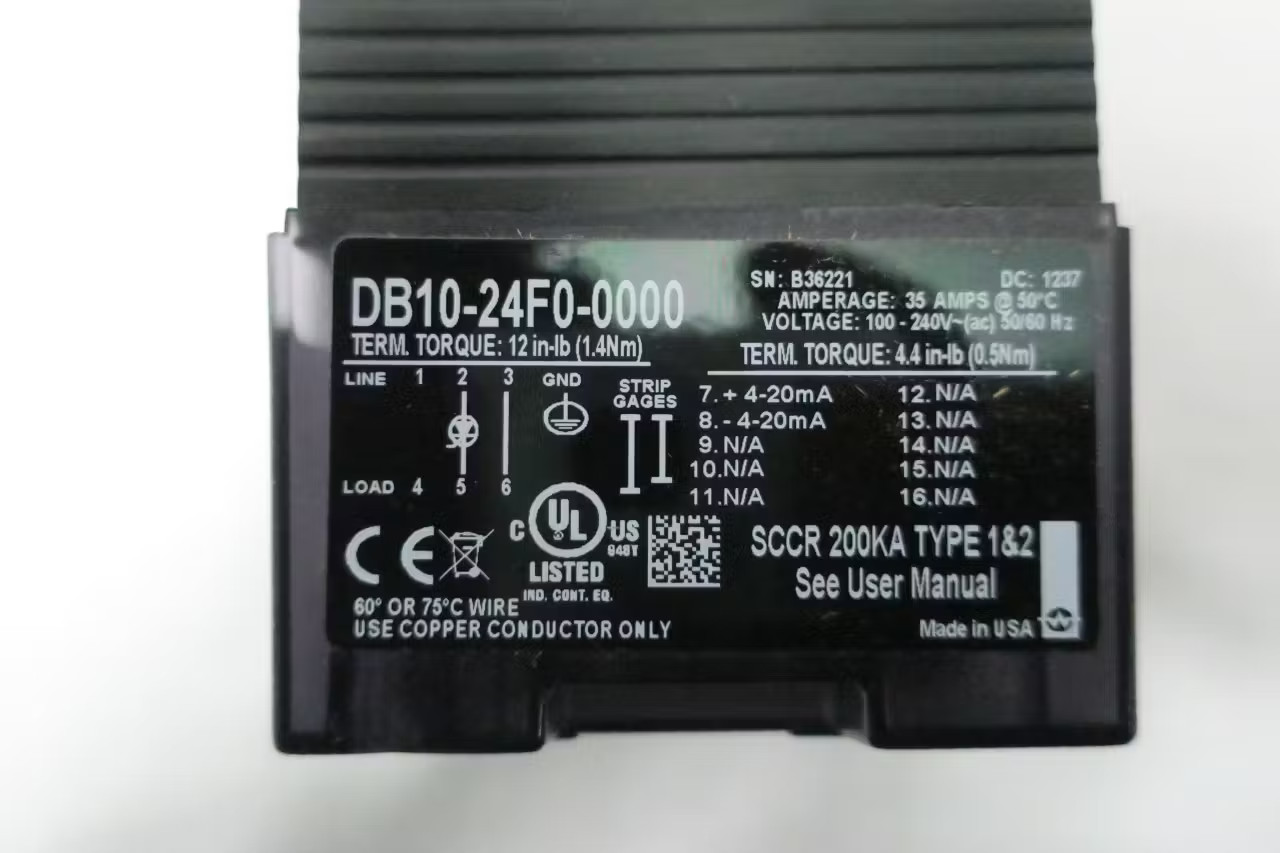 DB10-24F0-0000
TERM. TORQUE: 12 in-lb (1.4Nm)
SN: B36221 DC: 1237
AMPERAGE: 35 AMPS @ 50°C
VOLTAGE: 100 - 240V~(ac) 50/60 Hz
TERM. TORQUE: 4.4 in-lb (0.5Nm)
LINE 1 2 3 GND
STRIP
GAGES
LOAD 4 5 6
7. + 4-20mA 12. N/A
8. - 4-20mA 13. N/A
9. N/A 14. N/A
10. N/A 15. N/A
11. N/A 16. N/A
CE
C UL US
LISTED
IND. CONT. EQ.
60° OR 75°C WIRE
USE COPPER CONDUCTOR ONLY
SCCR 200KA TYPE 1&2
See User Manual
Made in USA